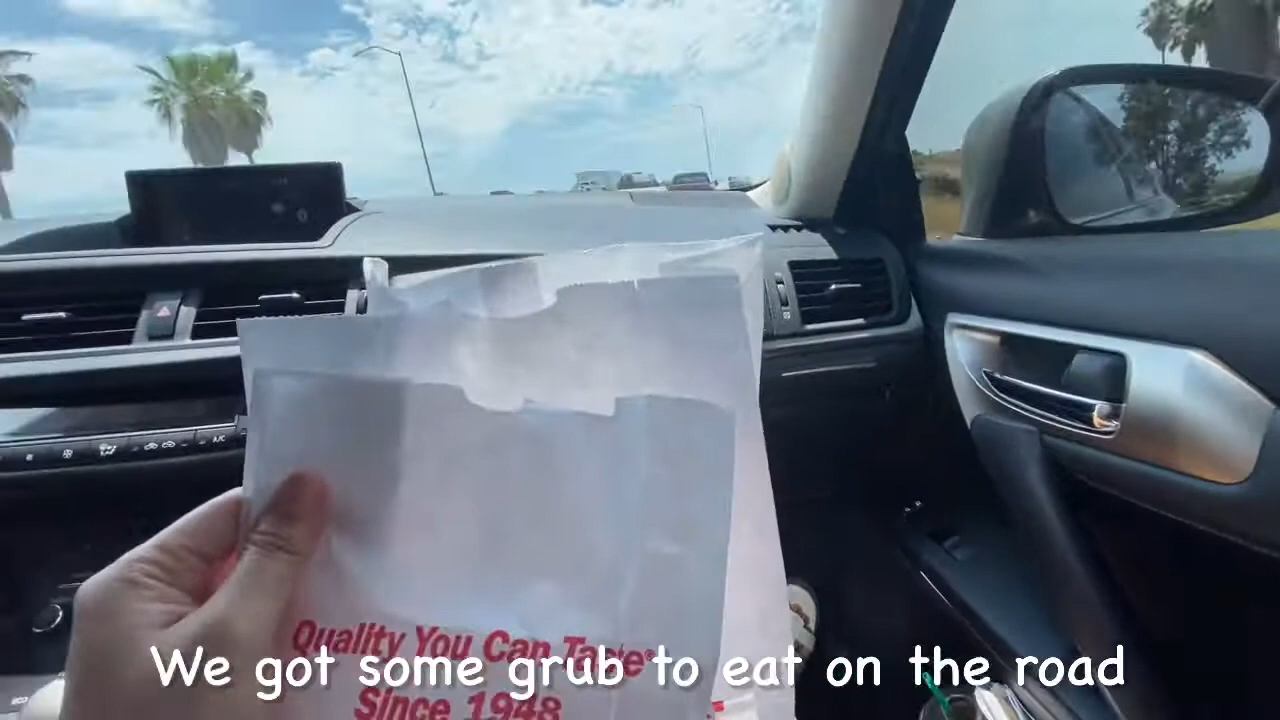 A/C
Quality You Can Taste®
We got some grub to eat on the road
Since 1948